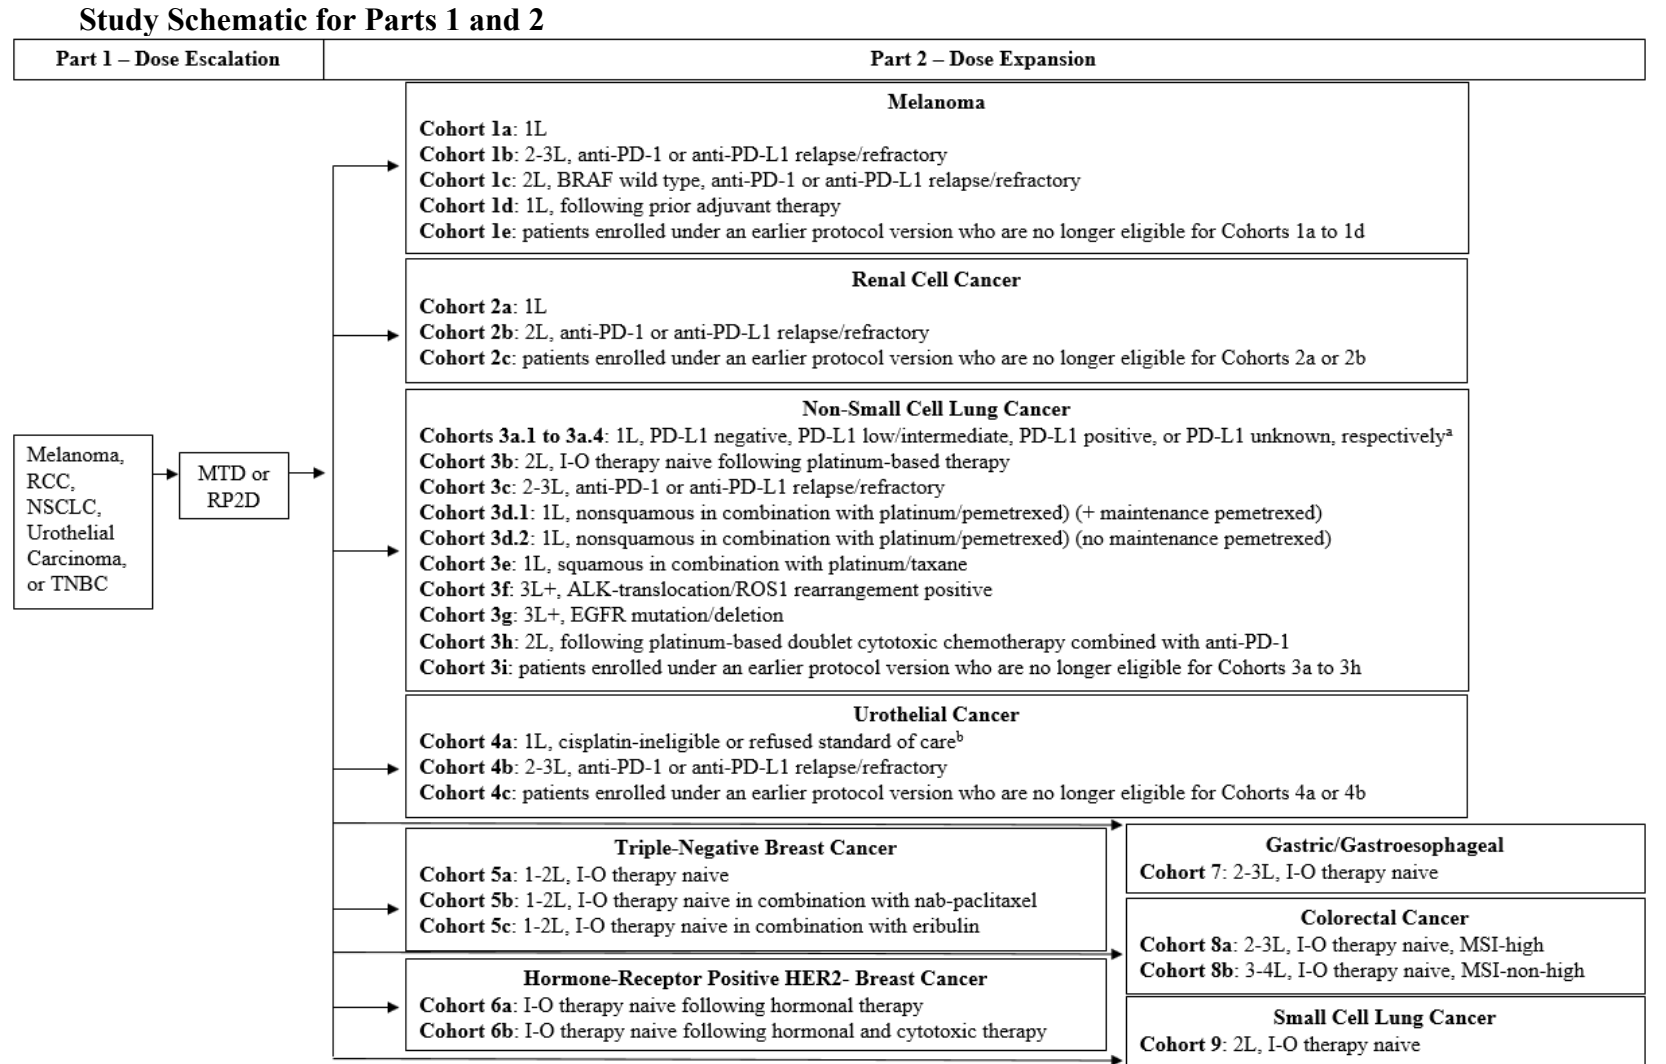 Study Schematic for Parts 1 and 2
Part 1 – Dose Escalation
Part 2 – Dose Expansion
Melanoma,
RCC,
NSCLC,
Urothelial
Carcinoma,
or TNBC
MTD or
RP2D
Melanoma
Cohort 1a: 1L
Cohort 1b: 2-3L, anti-PD-1 or anti-PD-L1 relapse/refractory
Cohort 1c: 2L, BRAF wild type, anti-PD-1 or anti-PD-L1 relapse/refractory
Cohort 1d: 1L, following prior adjuvant therapy
Cohort 1e: patients enrolled under an earlier protocol version who are no longer eligible for Cohorts 1a to 1d
Renal Cell Cancer
Cohort 2a: 1L
Cohort 2b: 2L, anti-PD-1 or anti-PD-L1 relapse/refractory
Cohort 2c: patients enrolled under an earlier protocol version who are no longer eligible for Cohorts 2a or 2b
Non-Small Cell Lung Cancer
Cohorts 3a.1 to 3a.4: 1L, PD-L1 negative, PD-L1 low/intermediate, PD-L1 positive, or PD-L1 unknown, respectivelyᵃ
Cohort 3b: 2L, I-O therapy naive following platinum-based therapy
Cohort 3c: 2-3L, anti-PD-1 or anti-PD-L1 relapse/refractory
Cohort 3d.1: 1L, nonsquamous in combination with platinum/pemetrexed) (+ maintenance pemetrexed)
Cohort 3d.2: 1L, nonsquamous in combination with platinum/pemetrexed) (no maintenance pemetrexed)
Cohort 3e: 1L, squamous in combination with platinum/taxane
Cohort 3f: 3L+, ALK-translocation/ROS1 rearrangement positive
Cohort 3g: 3L+, EGFR mutation/deletion
Cohort 3h: 2L, following platinum-based doublet cytotoxic chemotherapy combined with anti-PD-1
Cohort 3i: patients enrolled under an earlier protocol version who are no longer eligible for Cohorts 3a to 3h
Urothelial Cancer
Cohort 4a: 1L, cisplatin-ineligible or refused standard of careᵇ
Cohort 4b: 2-3L, anti-PD-1 or anti-PD-L1 relapse/refractory
Cohort 4c: patients enrolled under an earlier protocol version who are no longer eligible for Cohorts 4a or 4b
Triple-Negative Breast Cancer
Cohort 5a: 1-2L, I-O therapy naive
Cohort 5b: 1-2L, I-O therapy naive in combination with nab-paclitaxel
Cohort 5c: 1-2L, I-O therapy naive in combination with eribulin
Hormone-Receptor Positive HER2- Breast Cancer
Cohort 6a: I-O therapy naive following hormonal therapy
Cohort 6b: I-O therapy naive following hormonal and cytotoxic therapy
Gastric/Gastroesophageal
Cohort 7: 2-3L, I-O therapy naive
Colorectal Cancer
Cohort 8a: 2-3L, I-O therapy naive, MSI-high
Cohort 8b: 3-4L, I-O therapy naive, MSI-non-high
Small Cell Lung Cancer
Cohort 9: 2L, I-O therapy naive